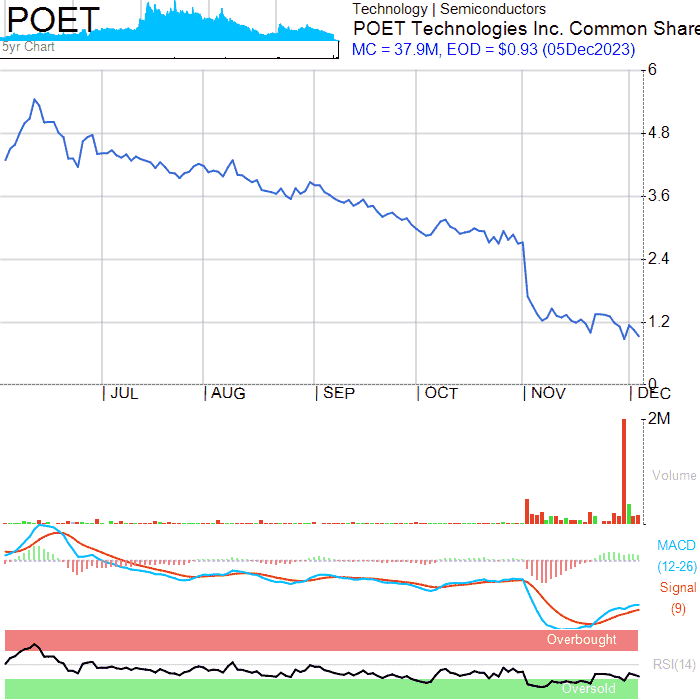 POET
5yr Chart
Technology | Semiconductors
POET Technologies Inc. Common Share
MC = 37.9M, EOD = $0.93 (05Dec2023)
6
4.8
3.6
2.4
1.2
0
| JUL | AUG | SEP | OCT | NOV | DEC
2M
Volume
MACD
(12-26)
Signal
(9)
Overbought
RSI(14)
Oversold